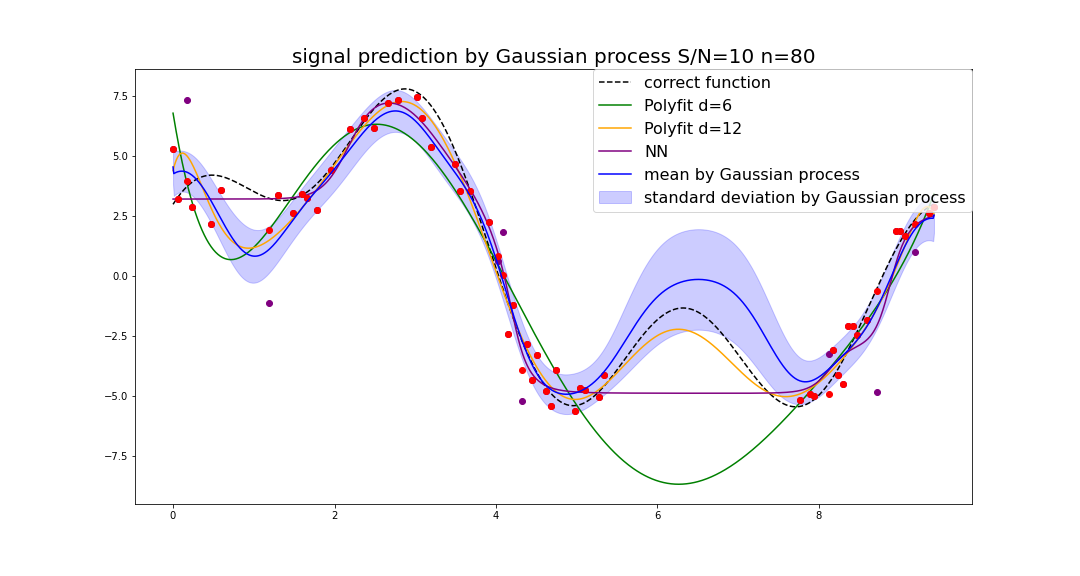 signal prediction by Gaussian process S/N=10 n=80
correct function
Polyfit d=6
Polyfit d=12
NN
mean by Gaussian process
standard deviation by Gaussian process
7.5
5.0
2.5
0.0
−2.5
−5.0
−7.5
0 2 4 6 8